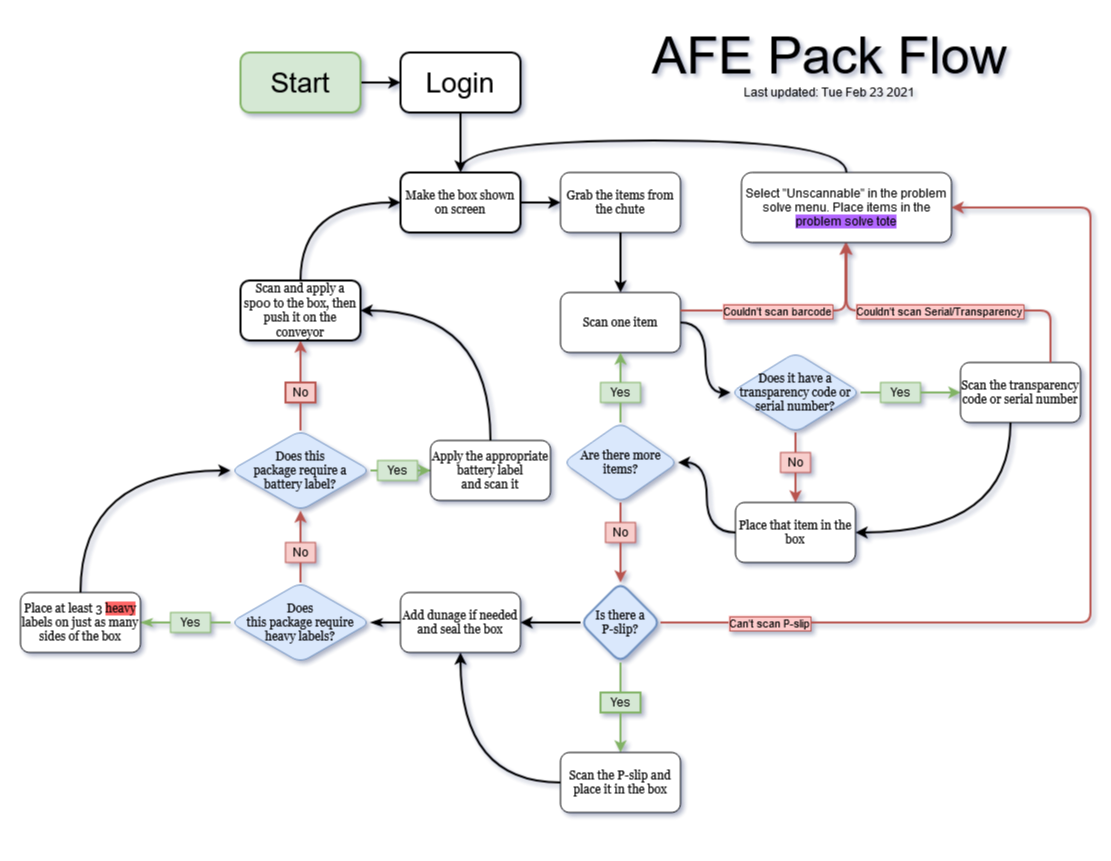 AFE Pack Flow
Last updated: Tue Feb 23 2021
Start
Login
Make the box shown
on screen
Grab the items from
the chute
Select "Unscannable" in the problem
solve menu. Place items in the
problem solve tote
Scan and apply a
spoo to the box, then
push it on the
conveyor
Scan one item
Couldn't scan barcode
Couldn't scan Serial/Transparency
No
Yes
Does it have a
transparency code or
serial number?
Yes
Scan the transparency
code or serial number
Does this
package require a
battery label?
Yes
Apply the appropriate
battery label
and scan it
Are there more
items?
No
Place that item in the
box
No
No
Place at least 3 heavy
labels on just as many
sides of the box
Yes
Does
this package require
heavy labels?
Add dunage if needed
and seal the box
Is there a
P-slip?
Can't scan P-slip
Yes
Scan the P-slip and
place it in the box